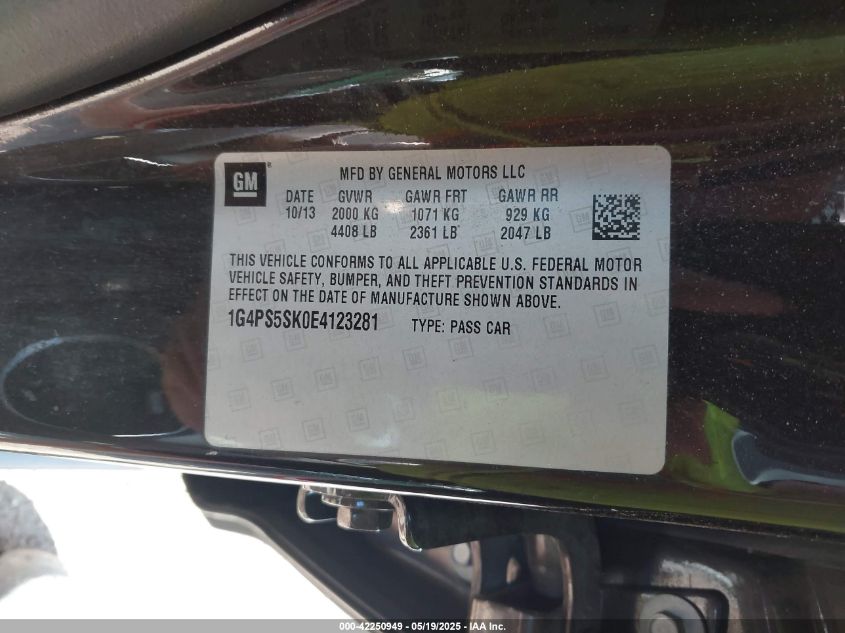 GM ®
MFD BY GENERAL MOTORS LLC
DATE GVWR GAWR FRT GAWR RR
10/13 2000 KG 1071 KG 929 KG
4408 LB 2361 LB 2047 LB
THIS VEHICLE CONFORMS TO ALL APPLICABLE U.S. FEDERAL MOTOR
VEHICLE SAFETY, BUMPER, AND THEFT PREVENTION STANDARDS IN
EFFECT ON THE DATE OF MANUFACTURE SHOWN ABOVE.
1G4PS5SK0E4123281 TYPE: PASS CAR
000-42250949 — 05/19/2025 — IAA Inc.